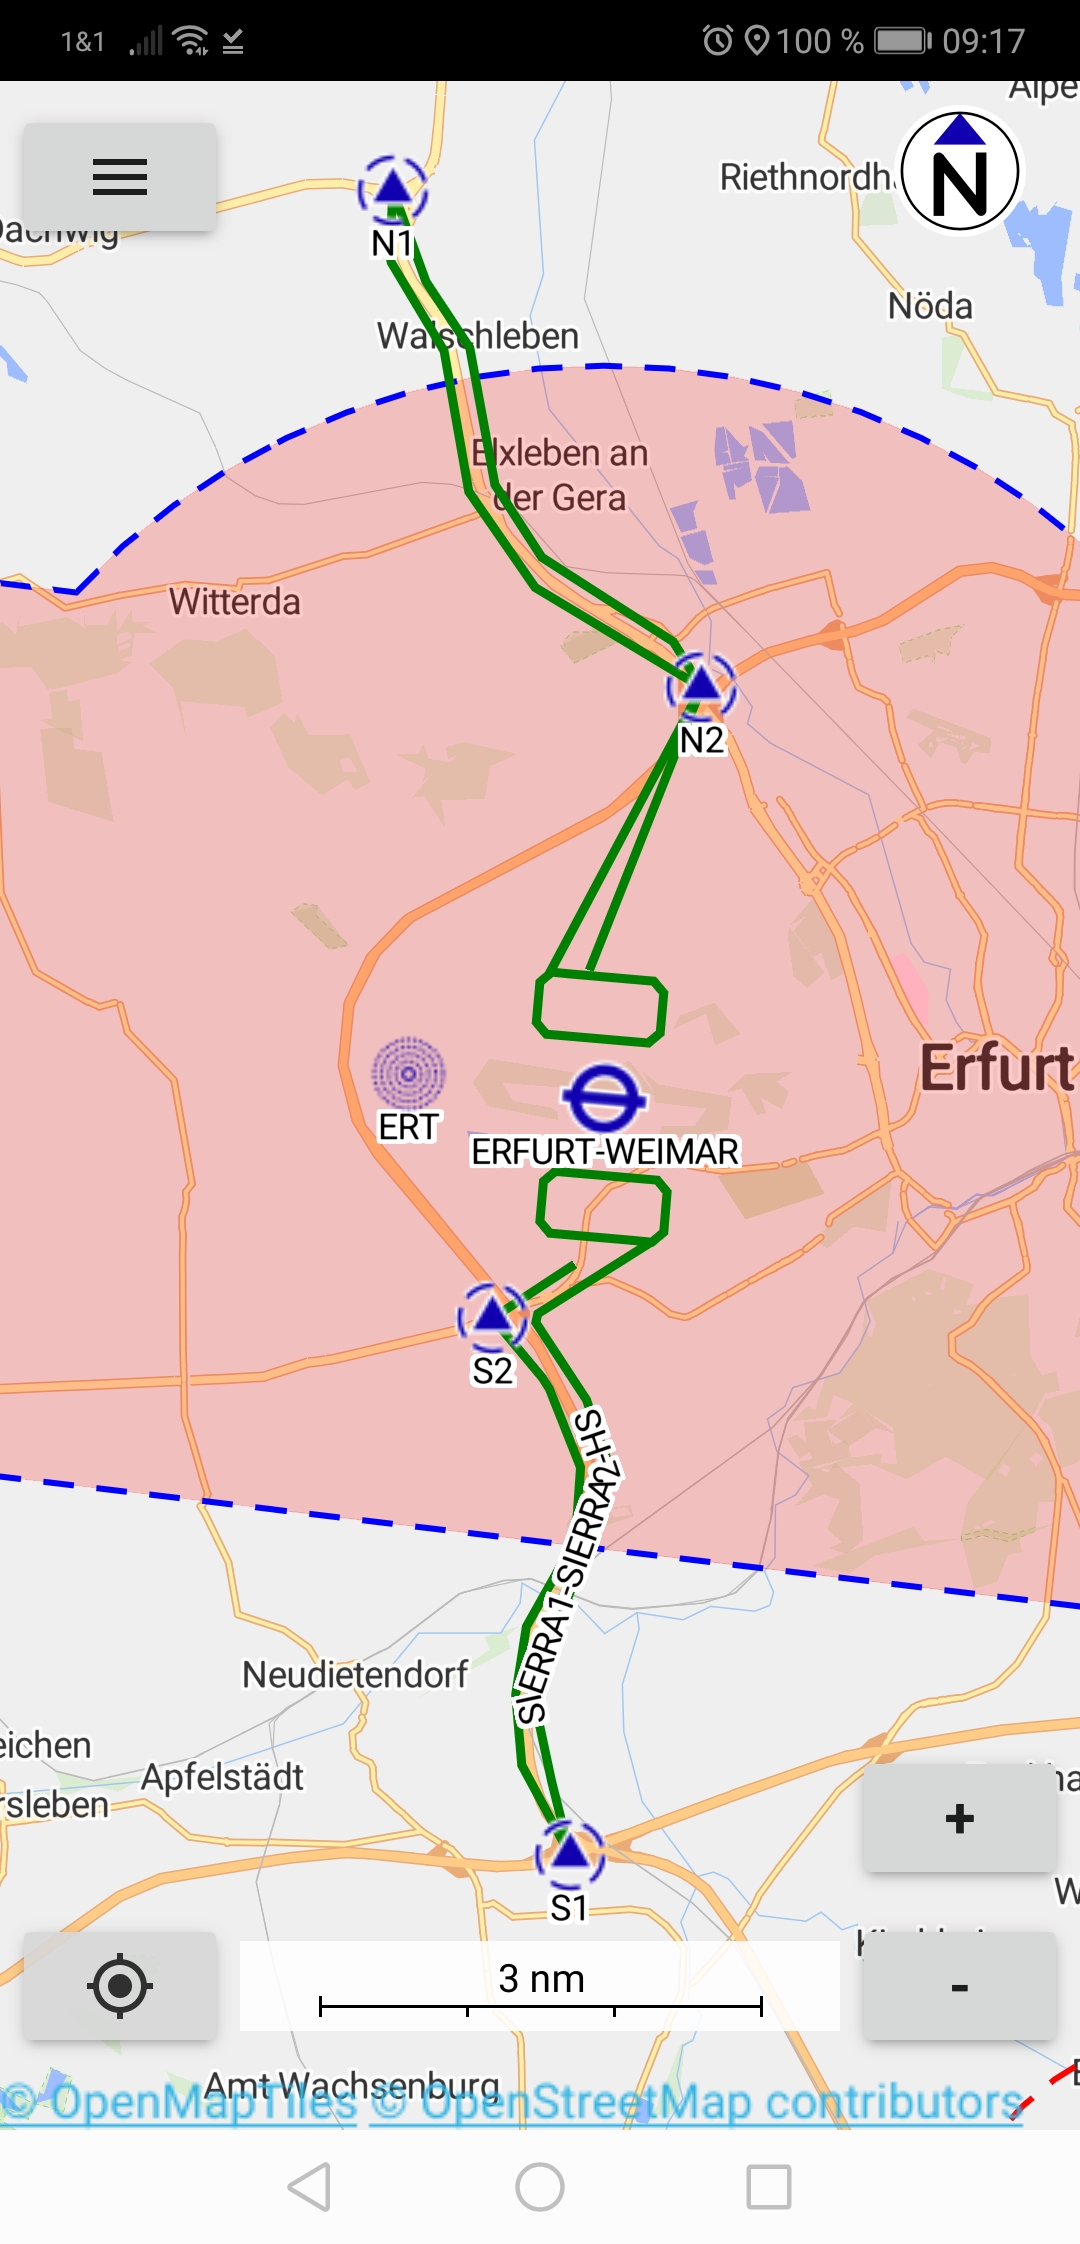 1&1
100 %
09:17
N
N1
Walschleben
Nöda
Elxleben an
der Gera
Witterda
N2
Erfurt
ERT
ERFURT-WEIMAR
S2
SIERRA1-SIERRA2-HS
Neudietendorf
Apfelstädt
S1
+
3 nm
-
Amt Wachsenburg
© OpenMapTiles © OpenStreetMap contributors